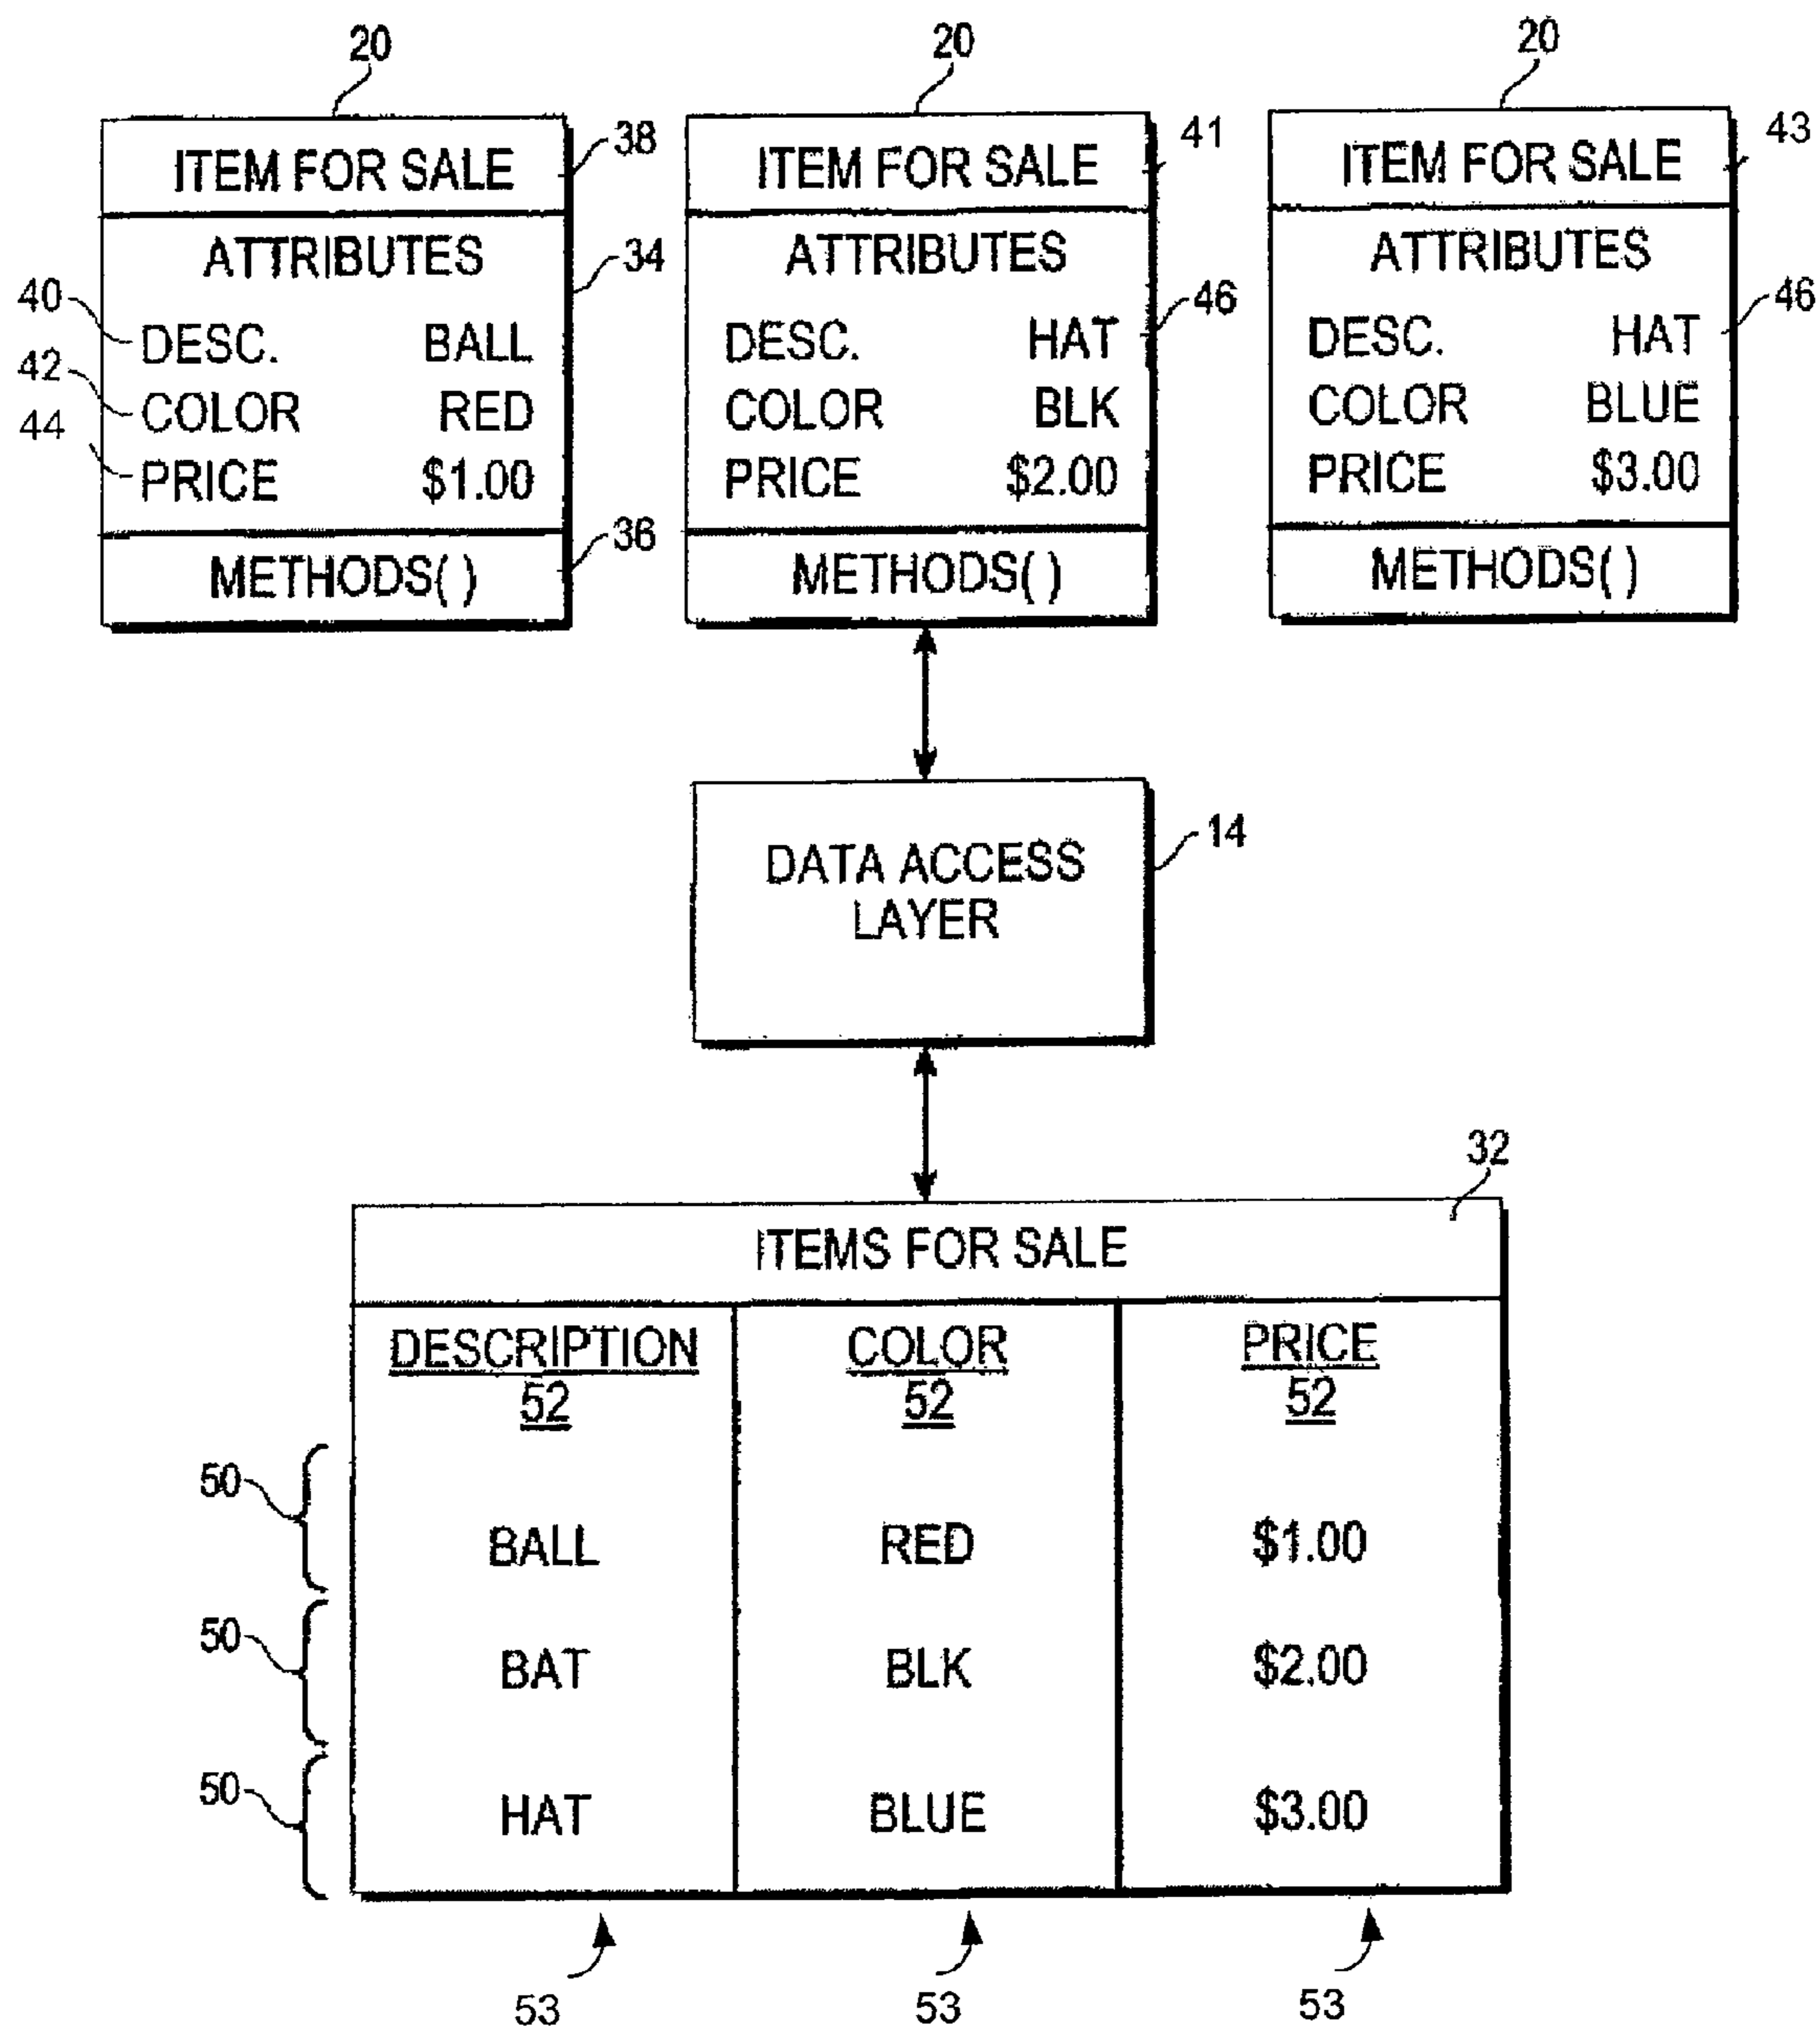 20 20 20
ITEM FOR SALE 38 ITEM FOR SALE 41 ITEM FOR SALE 43
ATTRIBUTES 34 ATTRIBUTES ATTRIBUTES
40 DESC. BALL DESC. HAT 46 DESC. HAT 46
42 COLOR RED COLOR BLK COLOR BLUE
44 PRICE $1.00 PRICE $2.00 PRICE $3.00
METHODS( ) 36 METHODS( ) METHODS( )
DATA ACCESS 14
LAYER
32
ITEMS FOR SALE
DESCRIPTION COLOR PRICE
52 52 52
50 BALL RED $1.00
50 BAT BLK $2.00
50 HAT BLUE $3.00
53 53 53